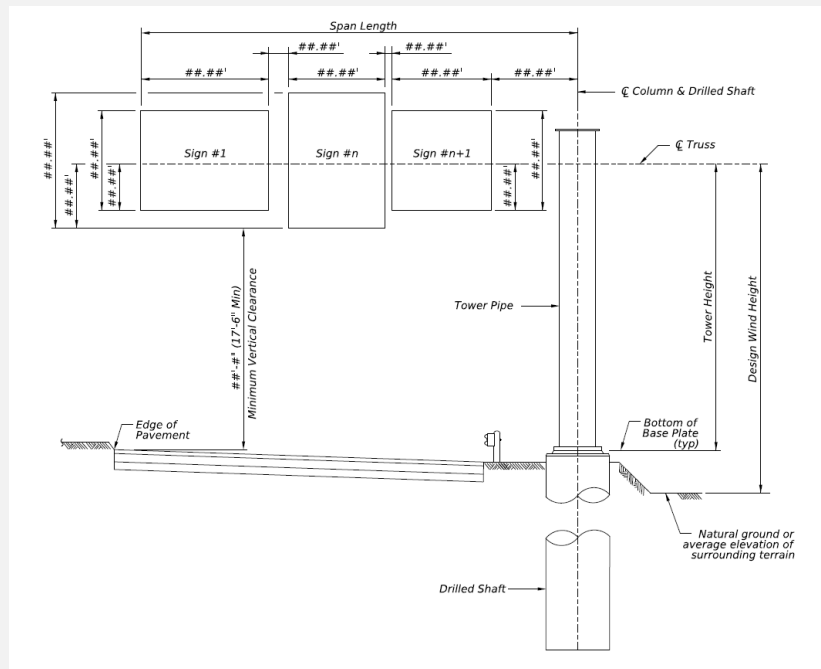 Span Length
##.##'
##.##'
##.##'
##.##'
##.##'
##.##'
℄ Column & Drilled Shaft
##.##'
##.##'
##.##'
##.##'
##.##'
##.##'
Sign #1
Sign #n
Sign #n+1
℄ Truss
##'-#" (17'-6" Min)
Minimum Vertical Clearance
Tower Pipe
Tower Height
Design Wind Height
Edge of
Pavement
Bottom of
Base Plate
(typ)
Natural ground or
average elevation of
surrounding terrain
Drilled Shaft